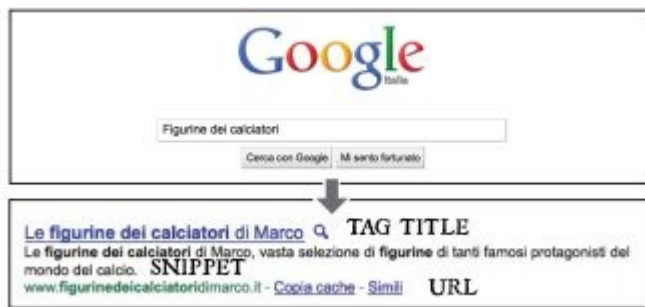 Google
Italia
Figurine dei calciatori
Cerca con Google Mi sento fortunato
Le figurine dei calciatori di Marco TAG TITLE
Le figurine dei calciatori di Marco, vasta selezione di figurine di tanti famosi protagonisti del
mondo del calcio. SNIPPET
www.figurinedeicalciatoridimarco.it - Copia cache - Simili URL